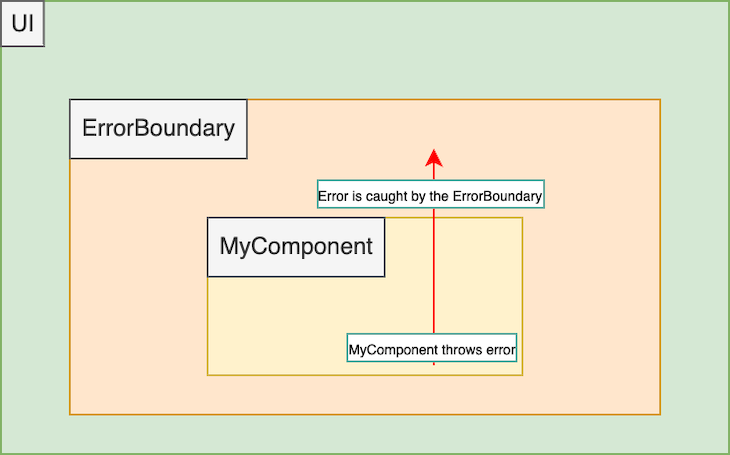 UI
ErrorBoundary
Error is caught by the ErrorBoundary
MyComponent
MyComponent throws error